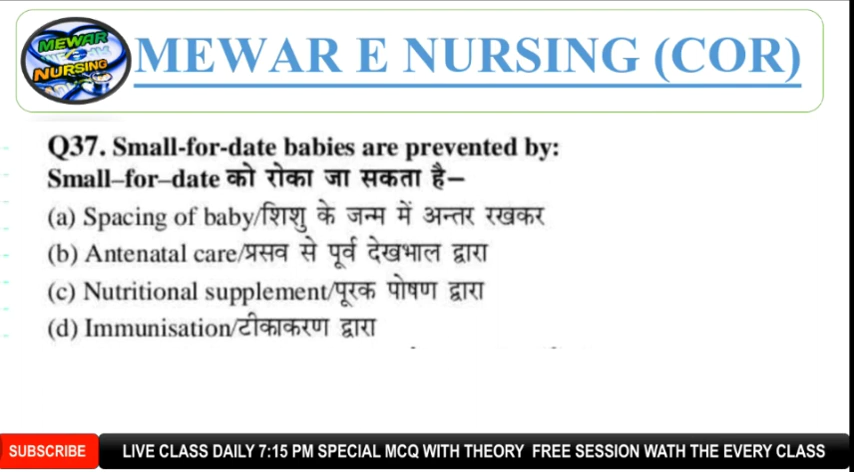 MEWAR
NURSING
MEWAR E NURSING (COR)
Q37. Small-for-date babies are prevented by:
Small–for–date को रोका जा सकता है–
(a) Spacing of baby/शिशु के जन्म में अन्तर रखकर
(b) Antenatal care/प्रसव से पूर्व देखभाल द्वारा
(c) Nutritional supplement/पूरक पोषण द्वारा
(d) Immunisation/टीकाकरण द्वारा
SUBSCRIBE
LIVE CLASS DAILY 7:15 PM SPECIAL MCQ WITH THEORY FREE SESSION WATH THE EVERY CLASS